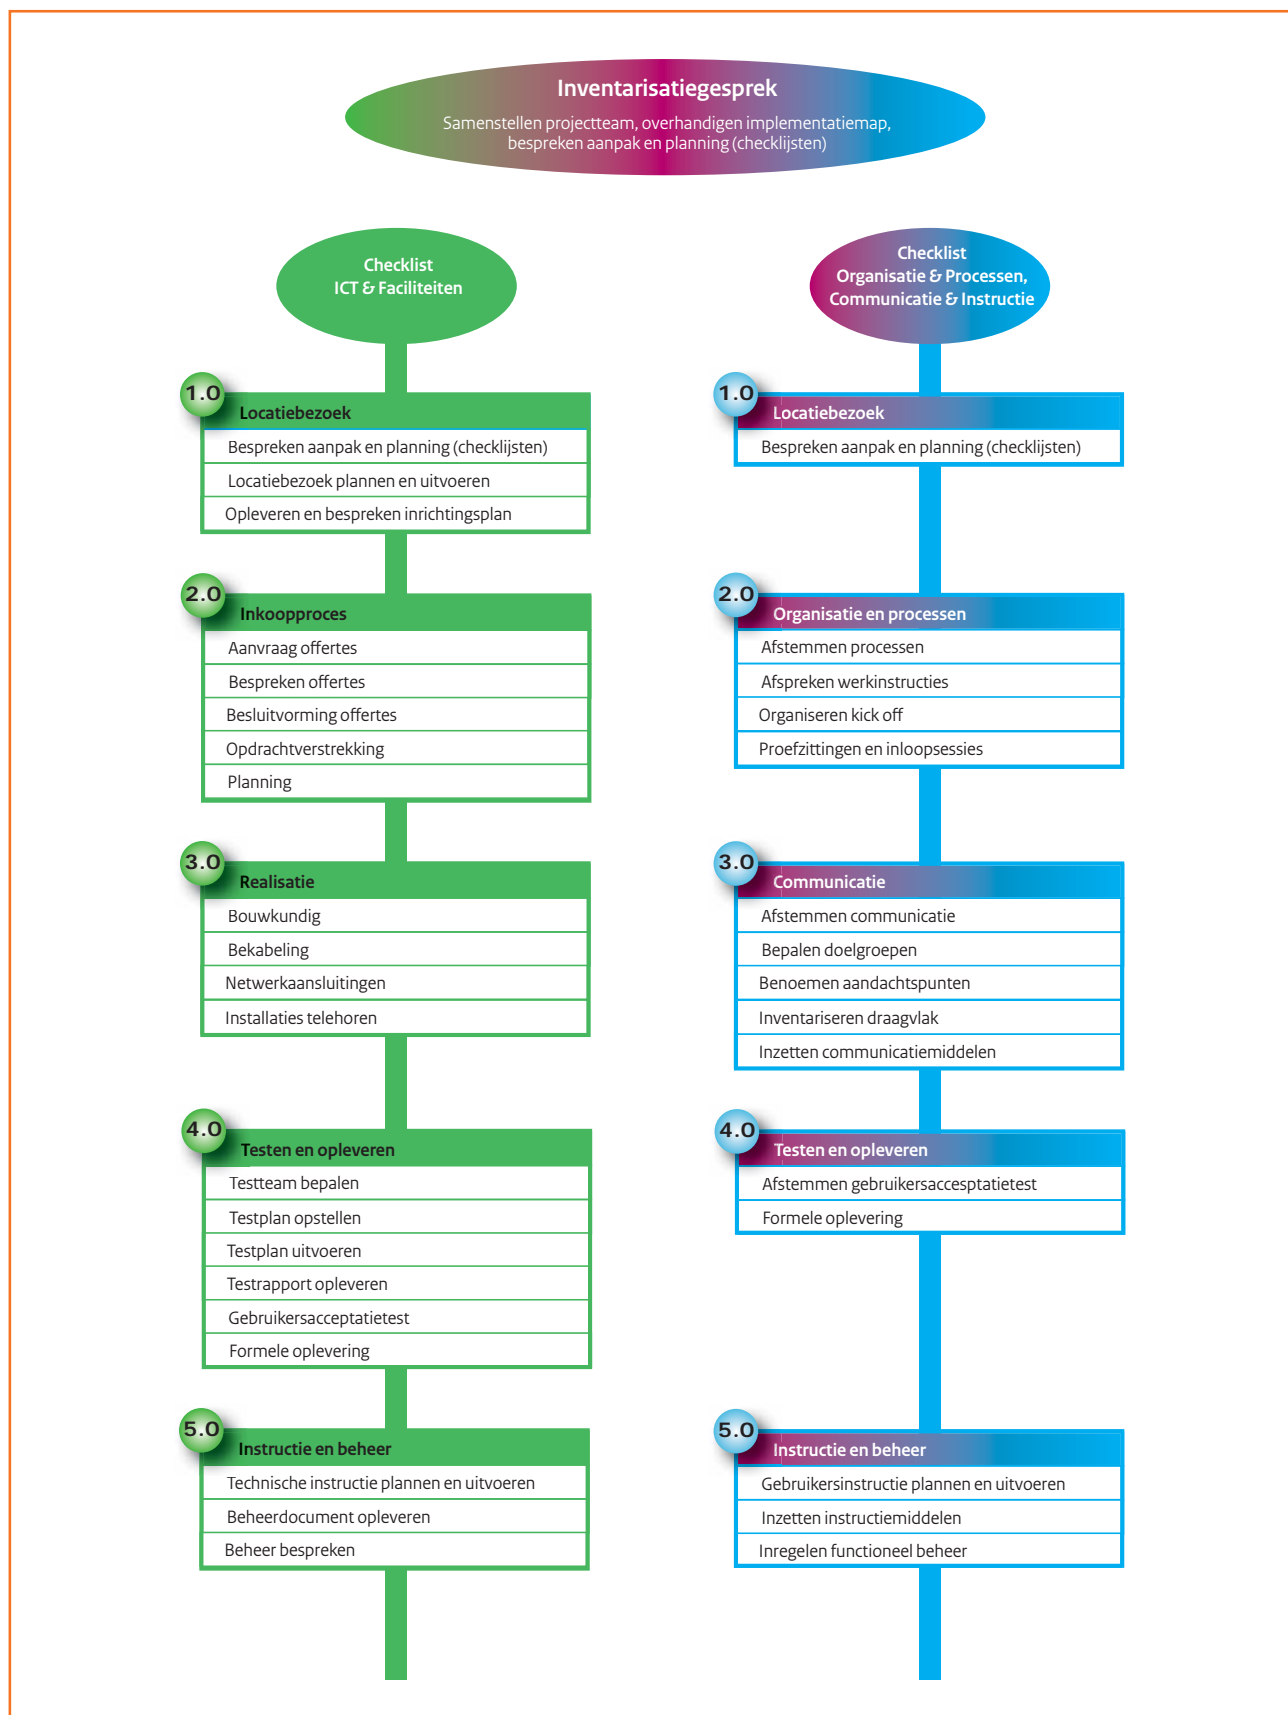 Inventarisatiegesprek
Samenstellen projectteam, overhandigen implementatiemap,
bespreken aanpak en planning (checklijsten)
Checklist
ICT & Faciliteiten
1.0
Locatiebezoek
Bespreken aanpak en planning (checklijsten)
Locatiebezoek plannen en uitvoeren
Opleveren en bespreken inrichtingsplan
2.0
Inkoopproces
Aanvraag offertes
Bespreken offertes
Besluitvorming offertes
Opdrachtverstrekking
Planning
3.0
Realisatie
Bouwkundig
Bekabeling
Netwerkaansluitingen
Installaties telehoren
4.0
Testen en opleveren
Testteam bepalen
Testplan opstellen
Testplan uitvoeren
Testrapport opleveren
Gebruikersacceptatietest
Formele oplevering
5.0
Instructie en beheer
Technische instructie plannen en uitvoeren
Beheerdocument opleveren
Beheer bespreken
Checklist
Organisatie & Processen,
Communicatie & Instructie
1.0
Locatiebezoek
Bespreken aanpak en planning (checklijsten)
2.0
Organisatie en processen
Afstemmen processen
Afspreken werkinstructies
Organiseren kick off
Proefzittingen en inloopsessies
3.0
Communicatie
Afstemmen communicatie
Bepalen doelgroepen
Benoemen aandachtspunten
Inventariseren draagvlak
Inzetten communicatiemiddelen
4.0
Testen en opleveren
Afstemmen gebruikersaccesptatietest
Formele oplevering
5.0
Instructie en beheer
Gebruikersinstructie plannen en uitvoeren
Inzetten instructiemiddelen
Inregelen functioneel beheer